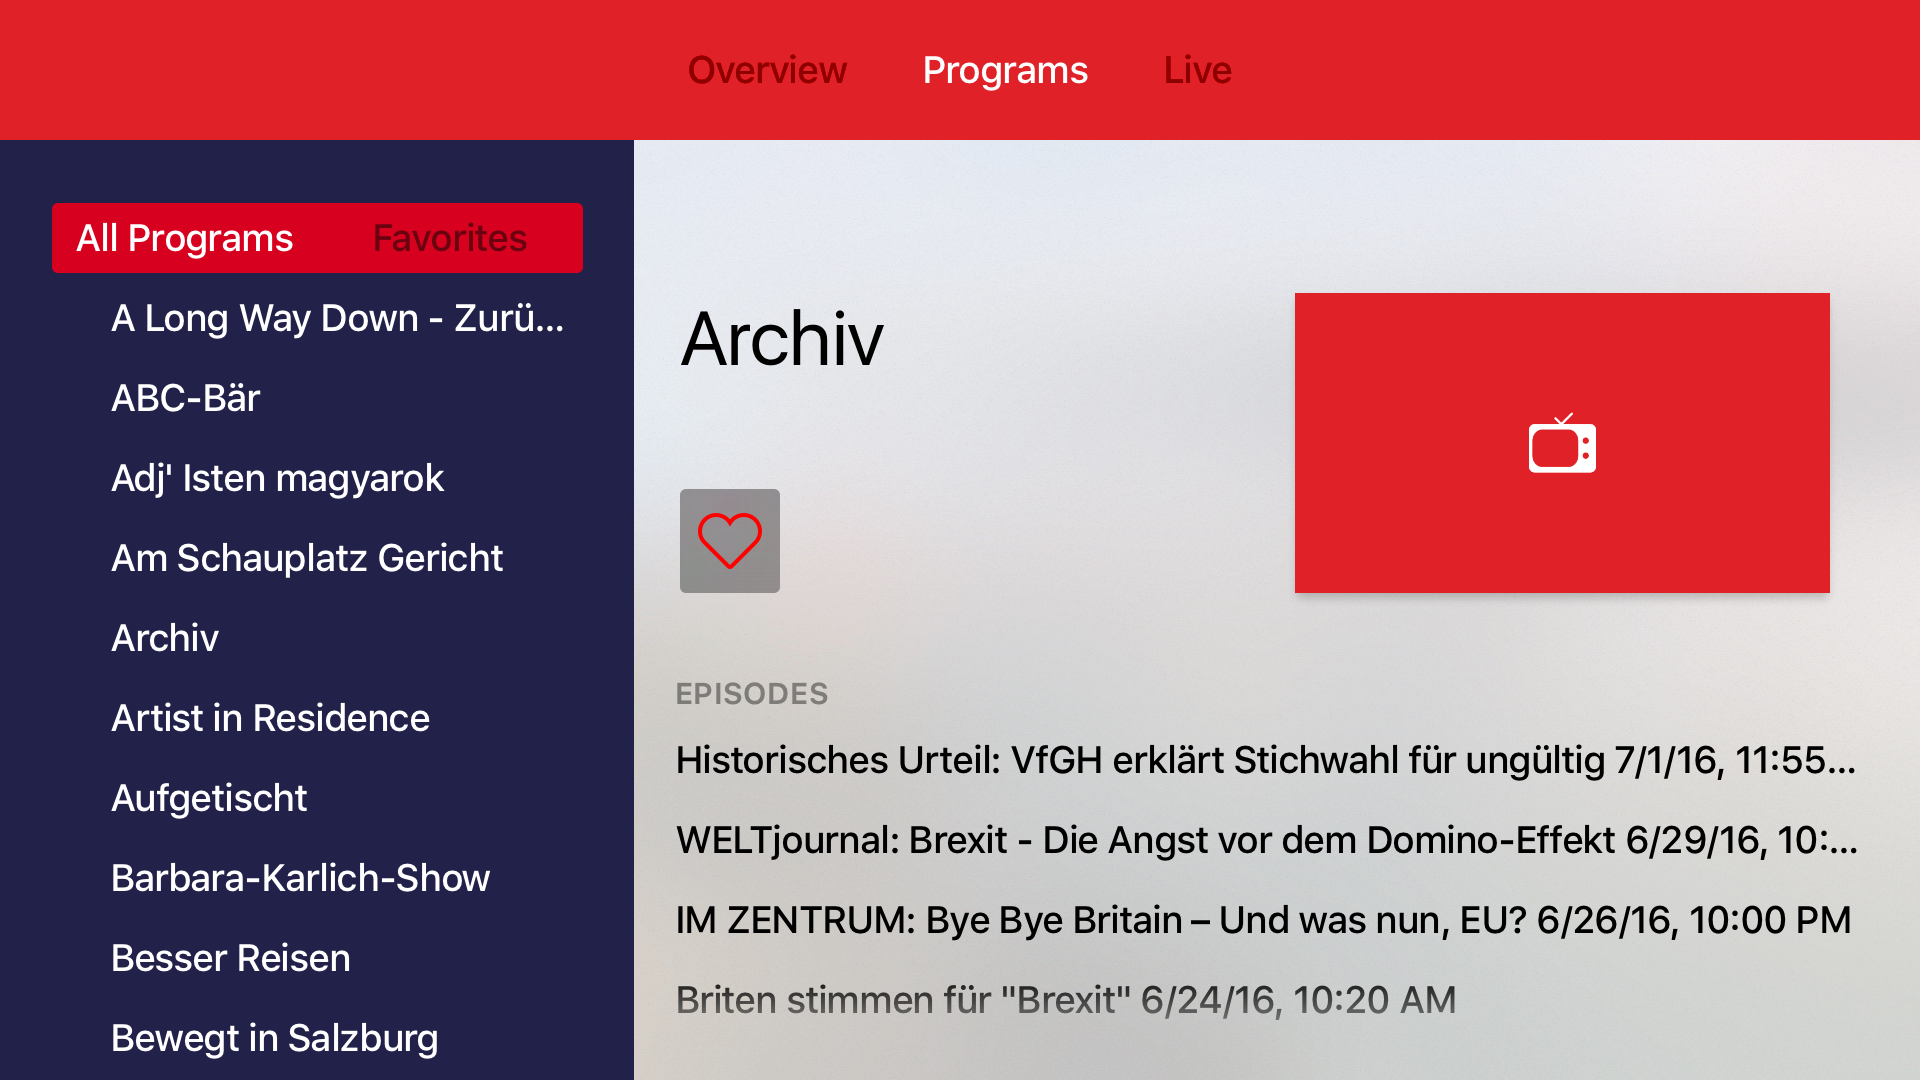 Overview Programs Live
All Programs Favorites
A Long Way Down - Zurü...
ABC-Bär
Adj' Isten magyarok
Am Schauplatz Gericht
Archiv
Artist in Residence
Aufgetischt
Barbara-Karlich-Show
Besser Reisen
Bewegt in Salzburg
Archiv
EPISODES
Historisches Urteil: VfGH erklärt Stichwahl für ungültig 7/1/16, 11:55...
WELTjournal: Brexit - Die Angst vor dem Domino-Effekt 6/29/16, 10:...
IM ZENTRUM: Bye Bye Britain – Und was nun, EU? 6/26/16, 10:00 PM
Briten stimmen für "Brexit" 6/24/16, 10:20 AM